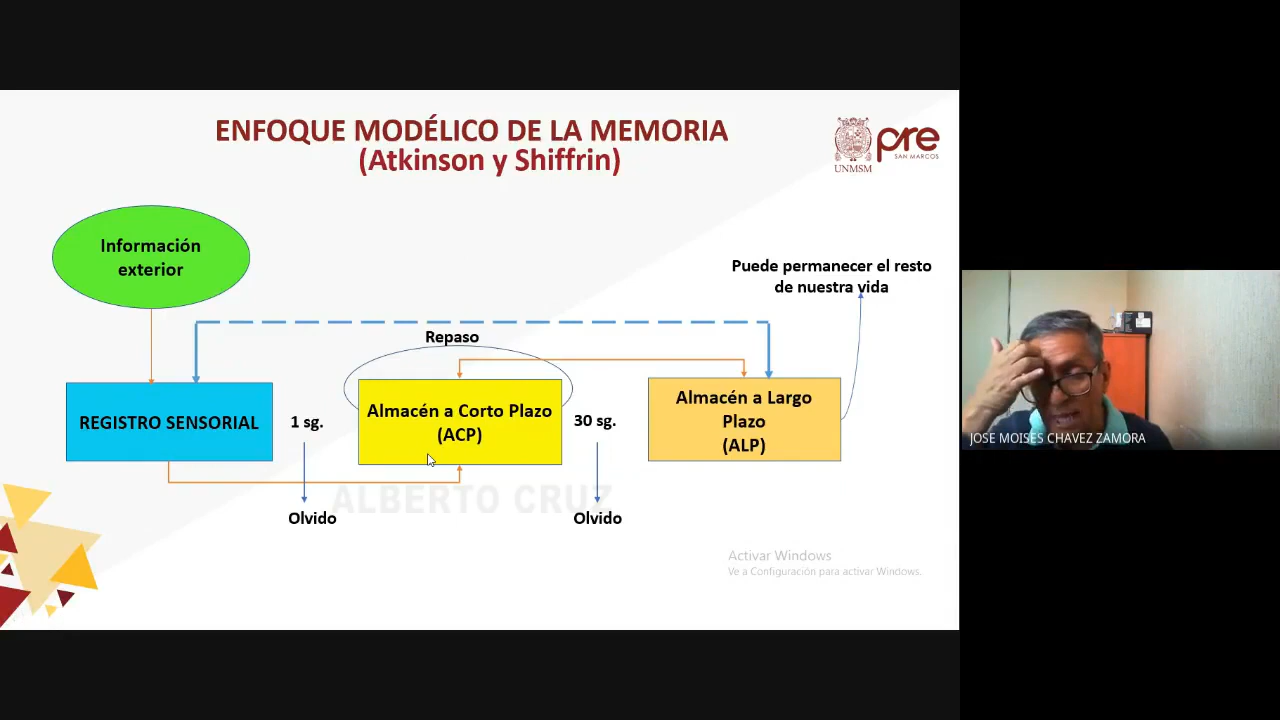 ENFOQUE MODÉLICO DE LA MEMORIA
(Atkinson y Shiffrin)
UNMSM
pre
SAN MARCOS
Información
exterior
Puede permanecer el resto
de nuestra vida
Repaso
REGISTRO SENSORIAL
1 sg.
Almacén a Corto Plazo
(ACP)
30 sg.
Almacén a Largo
Plazo
(ALP)
Olvido
Olvido
ALBERTO CRUZ
Activar Windows
Ve a Configuración para activar Windows.
JOSE MOISES CHAVEZ ZAMORA